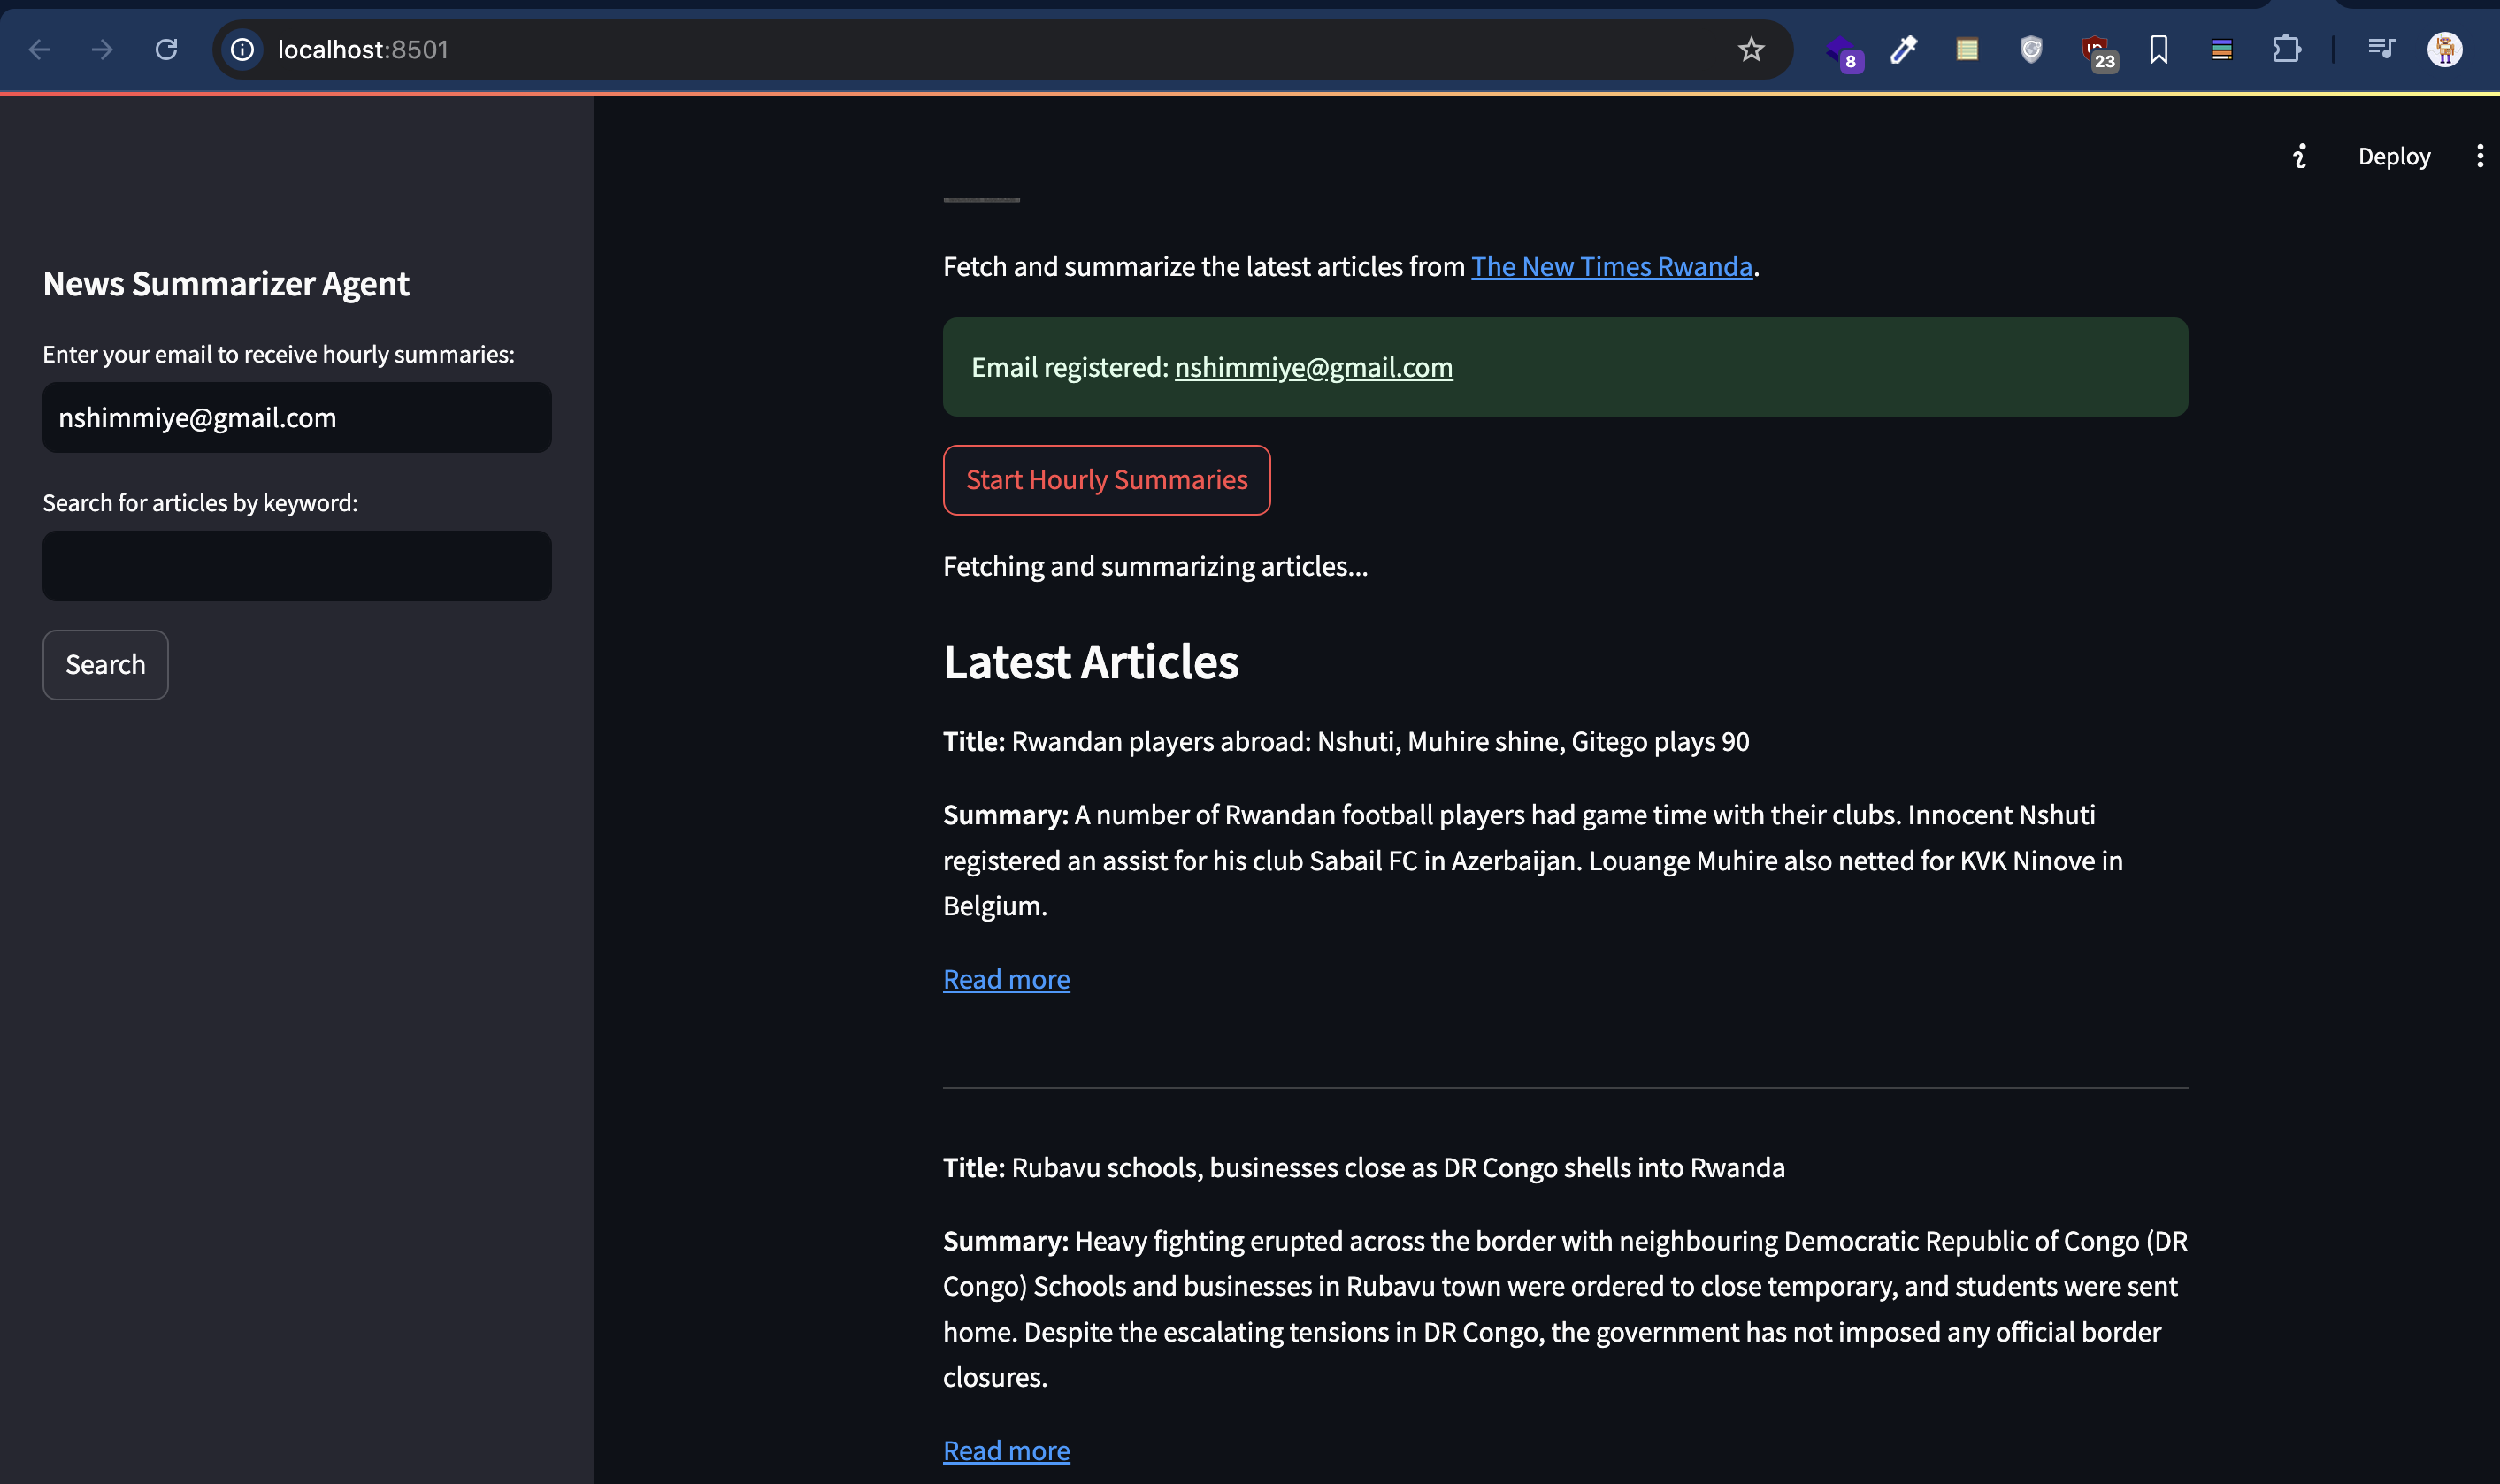 localhost:8501
8
23
Deploy
News Summarizer Agent
Enter your email to receive hourly summaries:
nshimmiye@gmail.com
Search for articles by keyword:
Search
Fetch and summarize the latest articles from The New Times Rwanda.
Email registered: nshimmiye@gmail.com
Start Hourly Summaries
Fetching and summarizing articles...
Latest Articles
Title: Rwandan players abroad: Nshuti, Muhire shine, Gitego plays 90
Summary: A number of Rwandan football players had game time with their clubs. Innocent Nshuti
registered an assist for his club Sabail FC in Azerbaijan. Louange Muhire also netted for KVK Ninove in
Belgium.
Read more
Title: Rubavu schools, businesses close as DR Congo shells into Rwanda
Summary: Heavy fighting erupted across the border with neighbouring Democratic Republic of Congo (DR
Congo) Schools and businesses in Rubavu town were ordered to close temporary, and students were sent
home. Despite the escalating tensions in DR Congo, the government has not imposed any official border
closures.
Read more